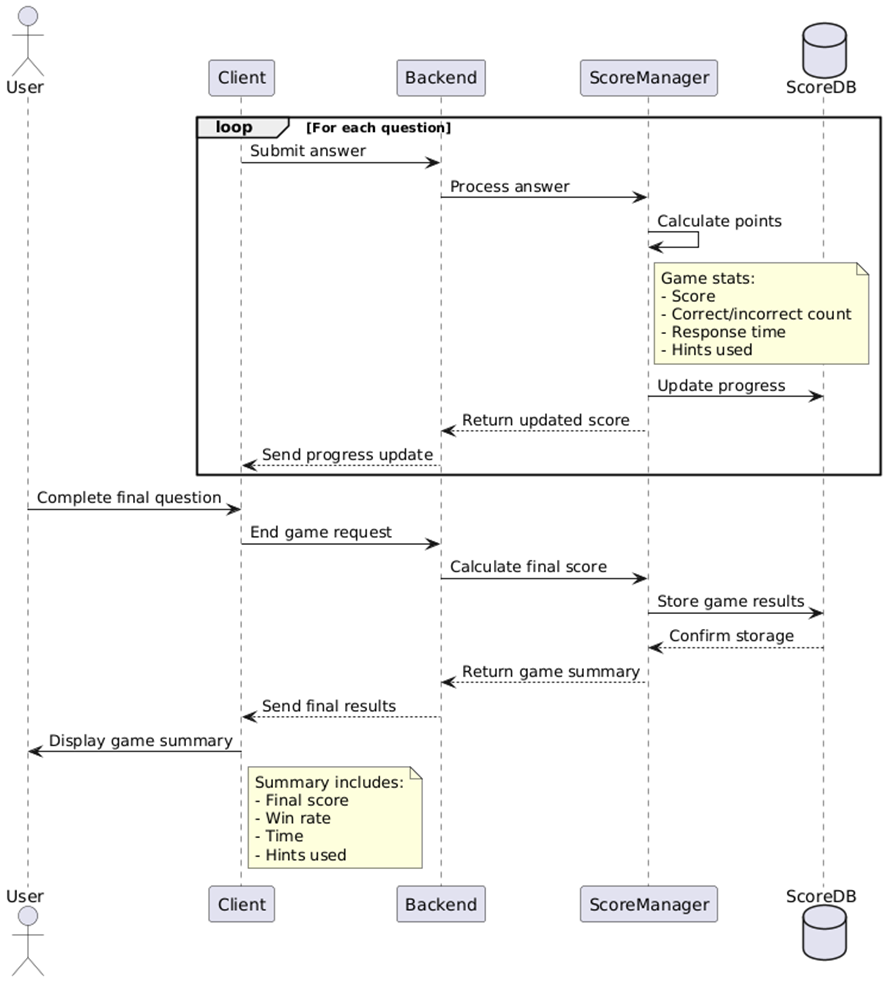 User
Client
Backend
ScoreManager
ScoreDB
loop
[For each question]
Submit answer
Process answer
Calculate points
Game stats:
- Score
- Correct/incorrect count
- Response time
- Hints used
Update progress
Return updated score
Send progress update
Complete final question
End game request
Calculate final score
Store game results
Confirm storage
Return game summary
Send final results
Display game summary
Summary includes:
- Final score
- Win rate
- Time
- Hints used
User
Client
Backend
ScoreManager
ScoreDB